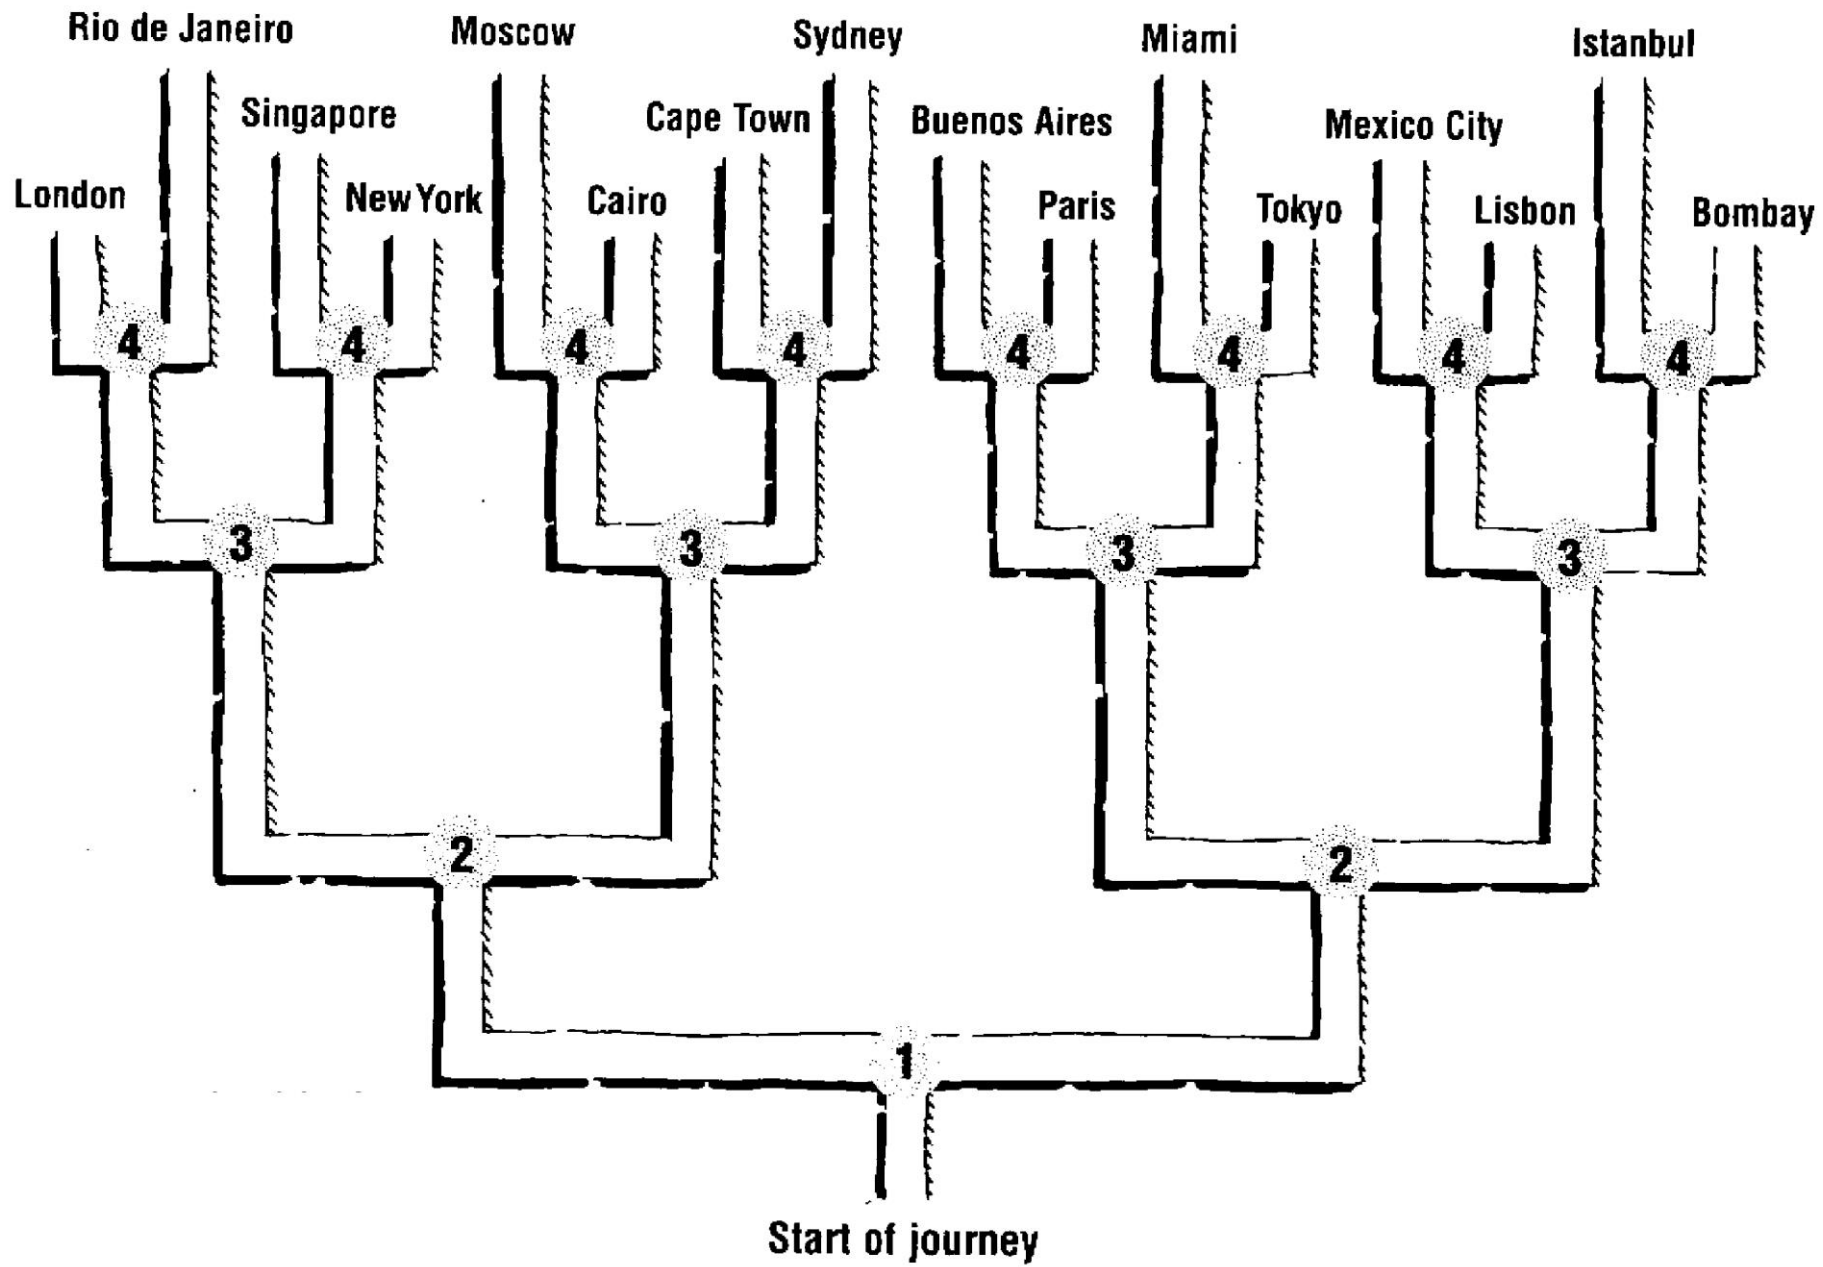 Rio de Janeiro
Moscow
Sydney
Miami
Istanbul
Singapore
Cape Town
Buenos Aires
Mexico City
London
New York
Cairo
Paris
Tokyo
Lisbon
Bombay
4 4 4 4 4 4 4 4
3 3 3 3
2 2
1
Start of journey